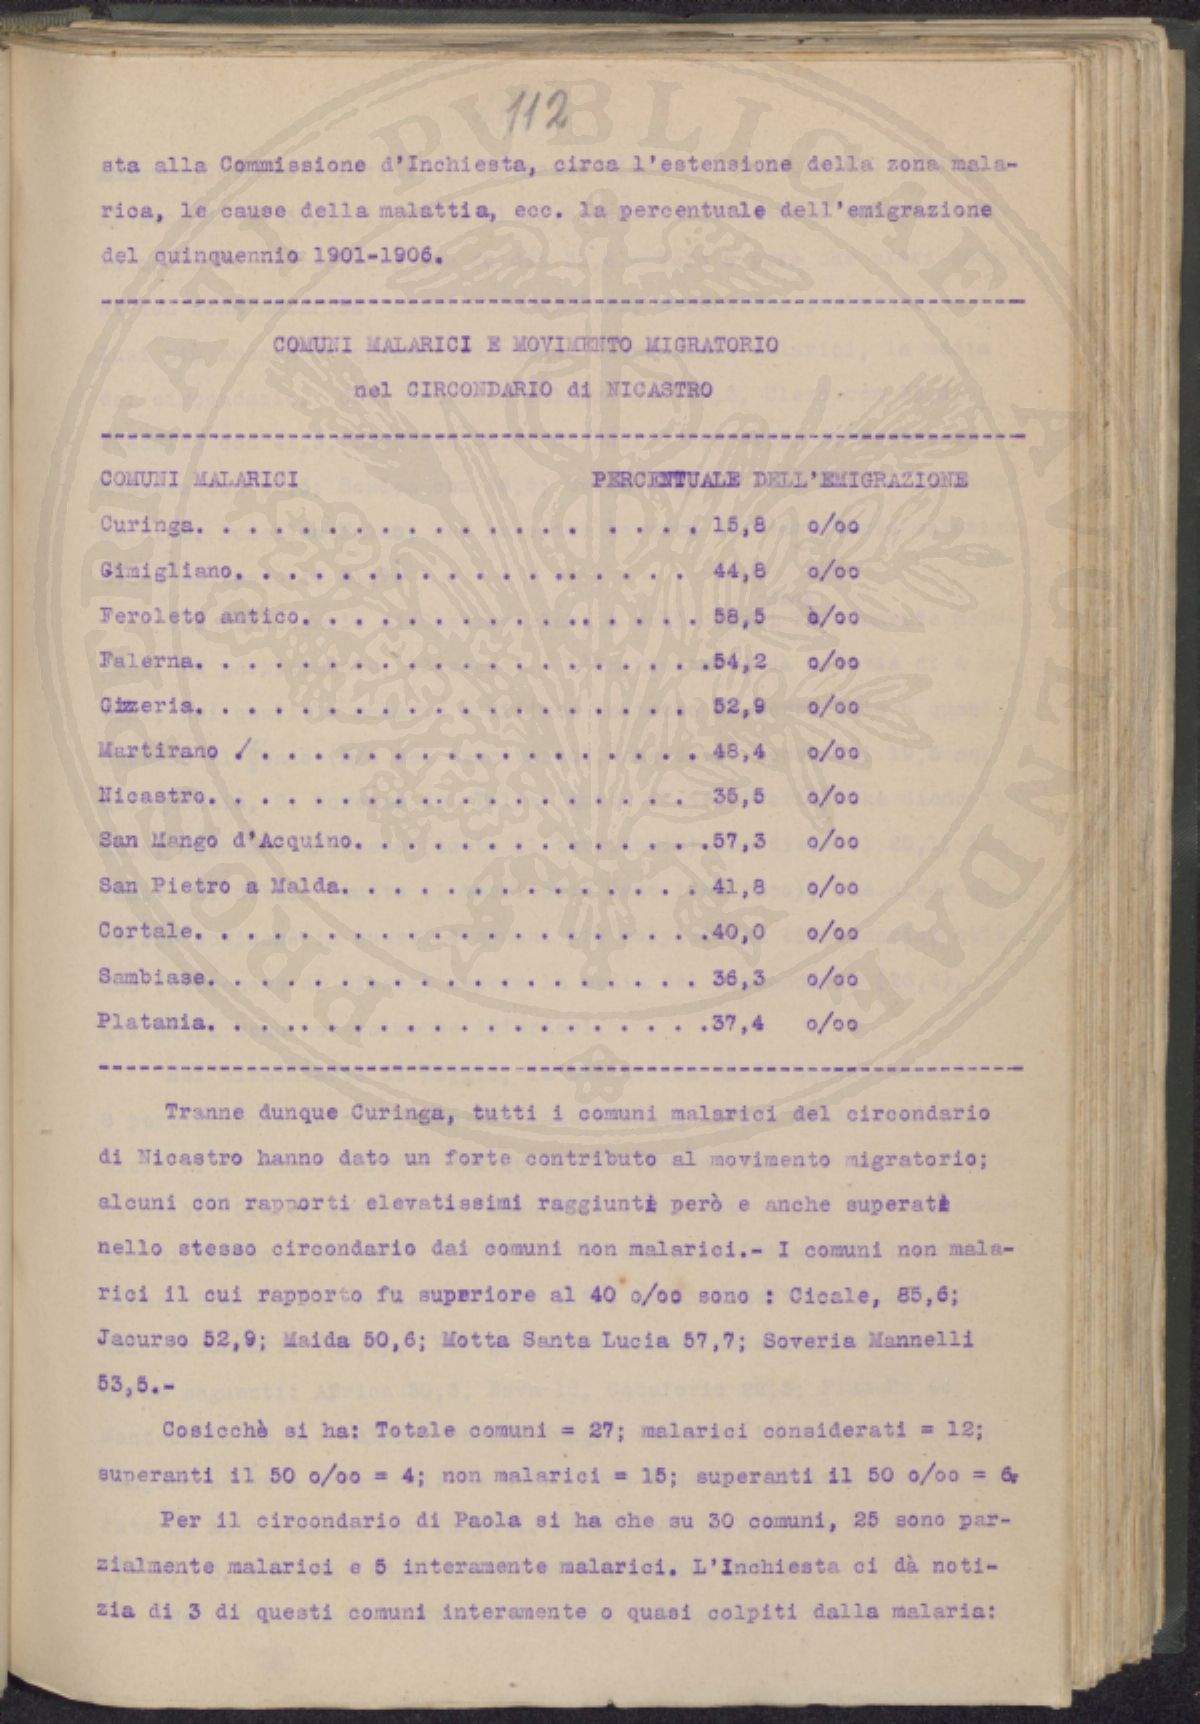 112
sta alla Commissione d'Inchiesta, circa l'estensione della zona mala-
rica, le cause della malattia, ecc. la percentuale dell'emigrazione
del quinquennio 1901-1906.
COMUNI MALARICI E MOVIMENTO MIGRATORIO
nel CIRCONDARIO di NICASTRO
COMUNI MALARICI PERCENTUALE DELL'EMIGRAZIONE
Curinga. . . . . . . . . . . . . . . . . . . 15,8 o/oo
Gimigliano. . . . . . . . . . . . . . . . . . 44,8 o/oo
Feroleto antico. . . . . . . . . . . . . . . . 58,5 o/oo
Falerna. . . . . . . . . . . . . . . . . . . .54,2 o/oo
Gizzeria. . . . . . . . . . . . . . . . . . . 52,9 o/oo
Martirano / . . . . . . . . . . . . . . . . . 48,4 o/oo
Nicastro. . . . . . . . . . . . . . . . . . . 35,5 o/oo
San Mango d'Acquino. . . . . . . . . . . . . .57,3 o/oo
San Pietro a Malda. . . . . . . . . . . . . . 41,8 o/oo
Cortale. . . . . . . . . . . . . . . . . . . .40,0 o/oo
Sambiase. . . . . . . . . . . . . . . . . . . 36,3 o/oo
Platania. . . . . . . . . . . . . . . . . . . .37,4 o/oo
Tranne dunque Curinga, tutti i comuni malarici del circondario
di Nicastro hanno dato un forte contributo al movimento migratorio;
alcuni con rapporti elevatissimi raggiunti però e anche superati
nello stesso circondario dai comuni non malarici.- I comuni non mala-
rici il cui rapporto fu superiore al 40 o/oo sono : Cicale, 85,6;
Jacurso 52,9; Maida 50,6; Motta Santa Lucia 57,7; Soveria Mannelli
53,5.-
Cosicchè si ha: Totale comuni = 27; malarici considerati = 12;
superanti il 50 o/oo = 4; non malarici = 15; superanti il 50 o/oo = 6.
Per il circondario di Paola si ha che su 30 comuni, 25 sono par-
zialmente malarici e 5 interamente malarici. L'Inchiesta ci dà noti-
zia di 3 di questi comuni interamente o quasi colpiti dalla malaria:
PIETATI PUBLICAE AUGENDAE PROPRIETATI